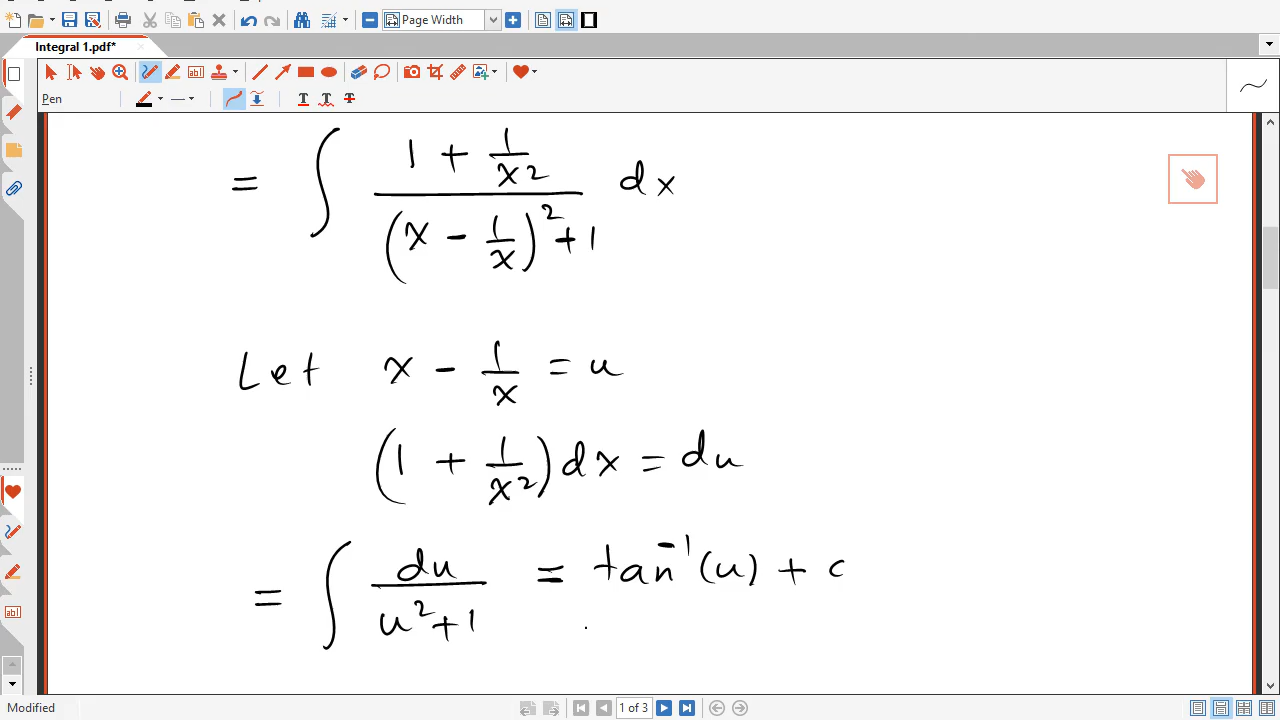 Page Width
Integral 1.pdf*
Pen
= ∫ (1 + 1/x²) / ((x - 1/x)² + 1) dx
Let x - 1/x = u
(1 + 1/x²) dx = du
= ∫ du / (u² + 1) = tan⁻¹(u) + c
Modified
1 of 3